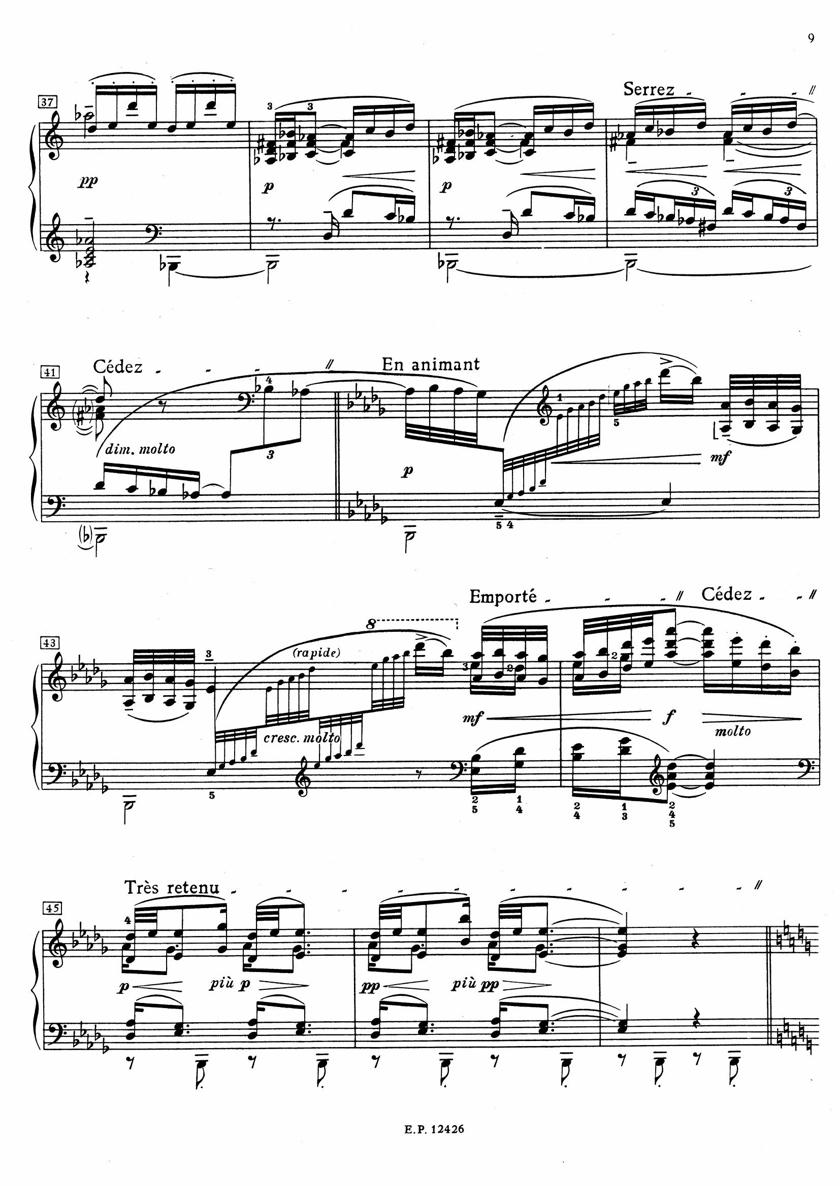 9
Serrez
37
3 3
pp p p
3 3
Cédez En animant
41
4 1
5
dim. molto
3
p mf
5 4
Emporté Cédez
43
8
3 (rapide)
3 2 2
mf f
cresc. molto molto
5
2 1 2 1 2
5 4 4 3 4
5
Très retenu
45
4
p più p pp più pp
E.P. 12426